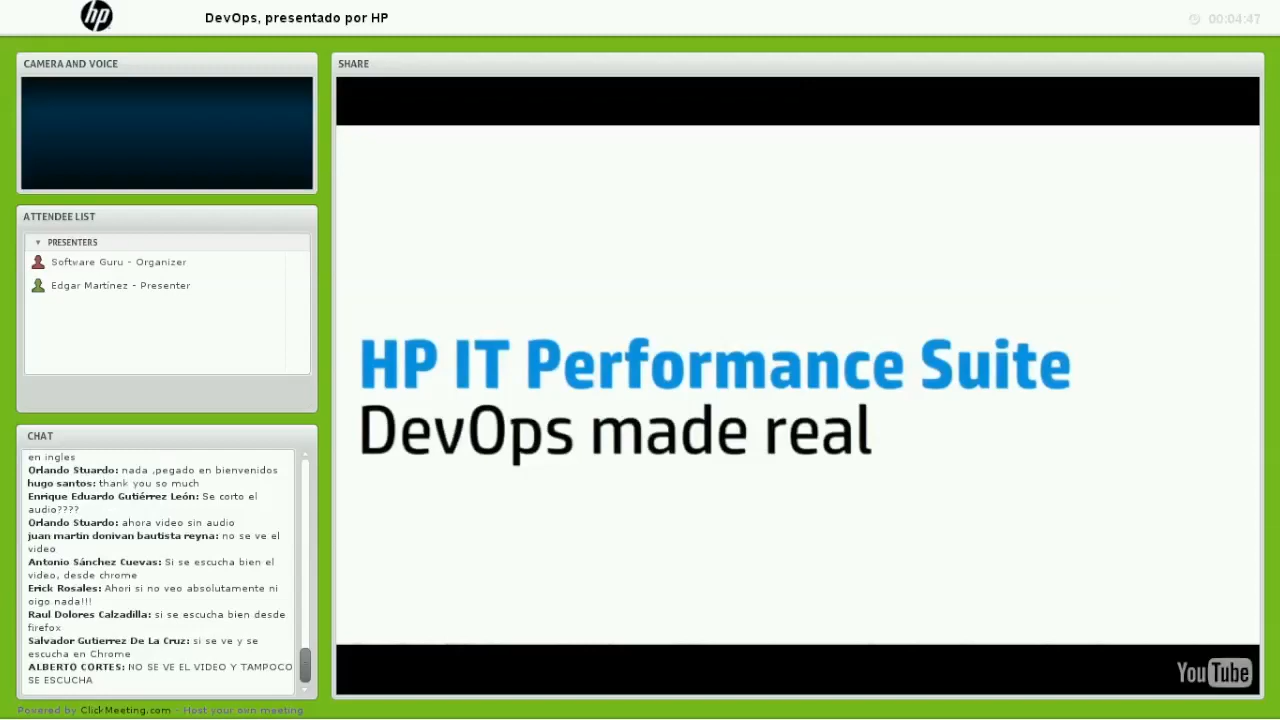 hp
DevOps, presentado por HP
00:04:47
CAMERA AND VOICE
SHARE
ATTENDEE LIST
PRESENTERS
Software Guru - Organizer
Edgar Martínez - Presenter
HP IT Performance Suite
DevOps made real
CHAT
en ingles
Orlando Stuardo: nada ,pegado en bienvenidos
hugo santos: thank you so much
Enrique Eduardo Gutiérrez León: Se corto el
audio????
Orlando Stuardo: ahora video sin audio
juan martin donivan bautista reyna: no se ve el
video
Antonio Sánchez Cuevas: Si se escucha bien el
video, desde chrome
Erick Rosales: Ahori si no veo absolutamente ni
oigo nada!!!
Raul Dolores Calzadilla: si se escucha bien desde
firefox
Salvador Gutierrez De La Cruz: si se ve y se
escucha en Chrome
ALBERTO CORTES: NO SE VE EL VIDEO Y TAMPOCO
SE ESCUCHA
YouTube
Powered by ClickMeeting.com - Host your own meeting